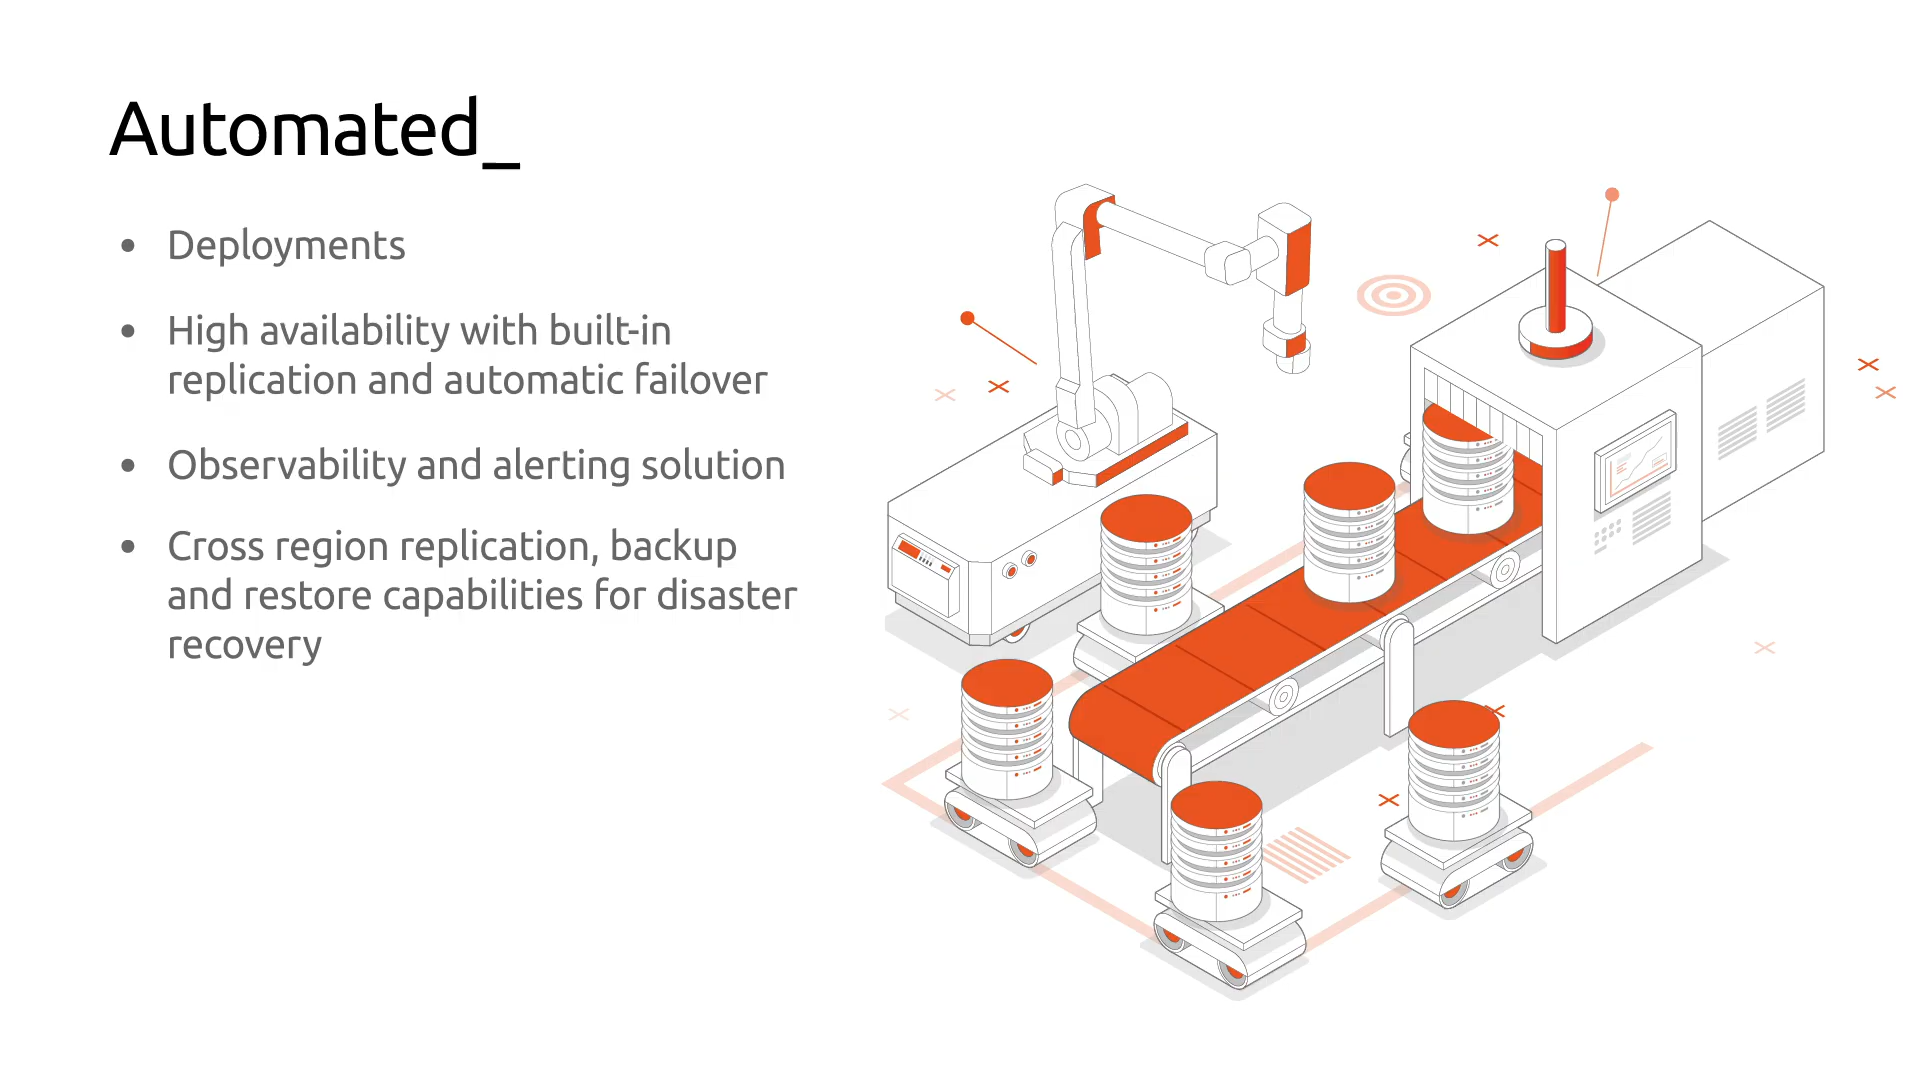 Automated_
• Deployments
• High availability with built-in
replication and automatic failover
• Observability and alerting solution
• Cross region replication, backup
and restore capabilities for disaster
recovery